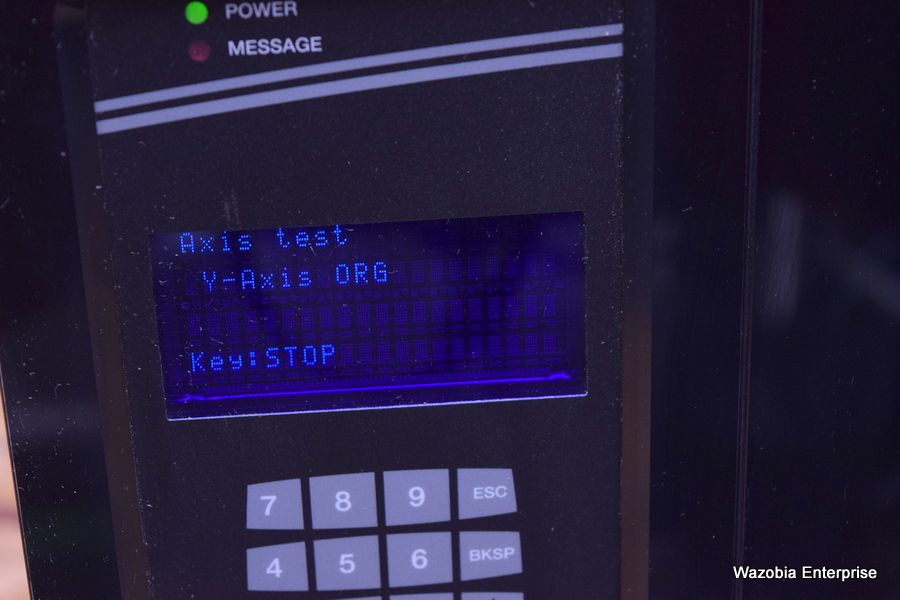 POWER
MESSAGE
Axis test
Y-Axis ORG
Key:STOP
7 8 9 ESC
4 5 6 BKSP
Wazobia Enterprise